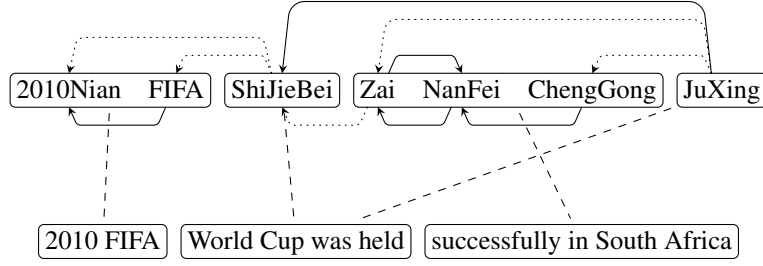 2010Nian FIFA ShiJieBei Zai NanFei ChengGong JuXing
2010 FIFA World Cup was held successfully in South Africa